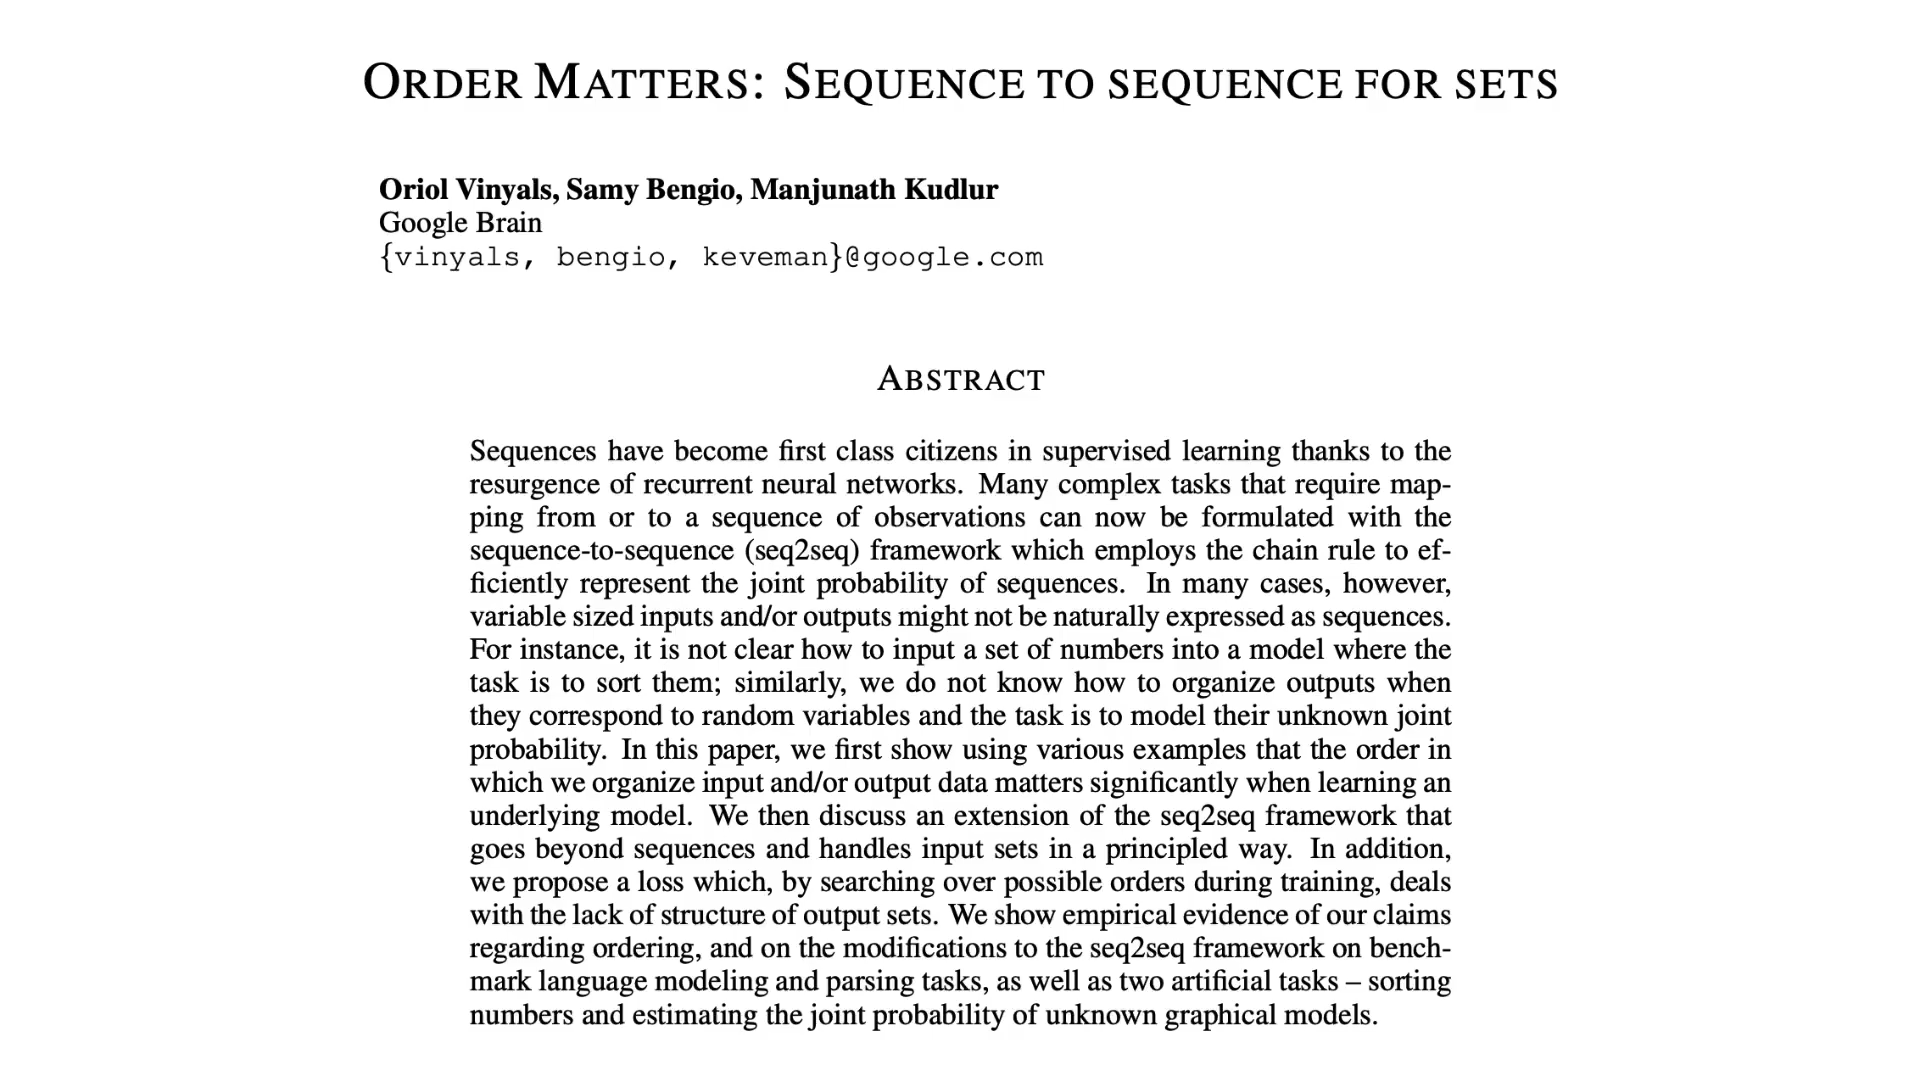 ORDER MATTERS: SEQUENCE TO SEQUENCE FOR SETS
Oriol Vinyals, Samy Bengio, Manjunath Kudlur
Google Brain
{vinyals, bengio, keveman}@google.com
ABSTRACT
Sequences have become first class citizens in supervised learning thanks to the
resurgence of recurrent neural networks. Many complex tasks that require map-
ping from or to a sequence of observations can now be formulated with the
sequence-to-sequence (seq2seq) framework which employs the chain rule to ef-
ficiently represent the joint probability of sequences. In many cases, however,
variable sized inputs and/or outputs might not be naturally expressed as sequences.
For instance, it is not clear how to input a set of numbers into a model where the
task is to sort them; similarly, we do not know how to organize outputs when
they correspond to random variables and the task is to model their unknown joint
probability. In this paper, we first show using various examples that the order in
which we organize input and/or output data matters significantly when learning an
underlying model. We then discuss an extension of the seq2seq framework that
goes beyond sequences and handles input sets in a principled way. In addition,
we propose a loss which, by searching over possible orders during training, deals
with the lack of structure of output sets. We show empirical evidence of our claims
regarding ordering, and on the modifications to the seq2seq framework on bench-
mark language modeling and parsing tasks, as well as two artificial tasks – sorting
numbers and estimating the joint probability of unknown graphical models.